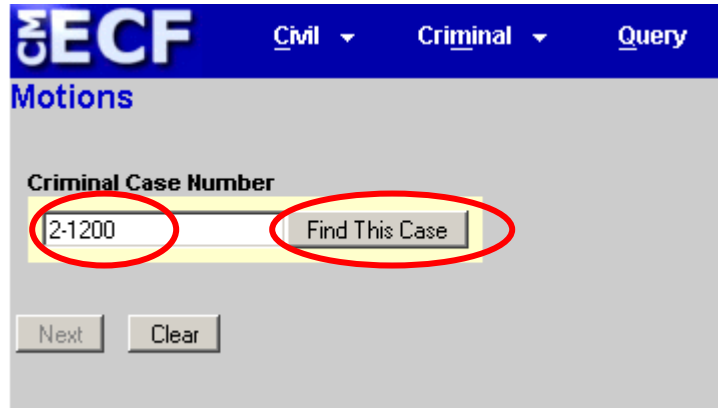 CM ECF Civil Criminal Query
Motions
Criminal Case Number
2-1200 Find This Case
Next Clear